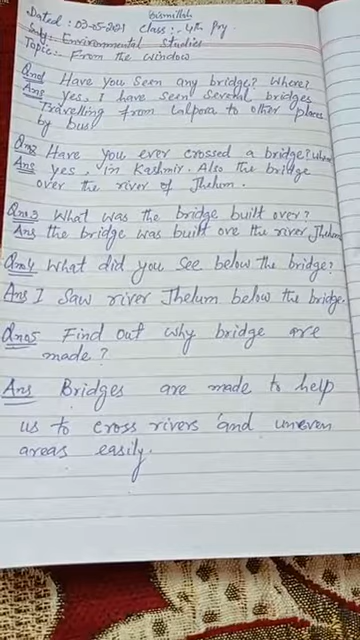 Bismillah
Dated: 03-05-2021 Class:- 4th Pry
Sub:- Environmental Studies
Topic:- From the window
Qno1 Have you Seen any bridge? Where?
Ans Yes, I have seen several bridges
Travelling from Lalpora to other places
by bus
Qno2 Have you ever crossed a bridge? where
Ans yes, in Kashmir. Also the bridge
over the river of Jhelum.
Qno3 What was the bridge built over?
Ans the bridge was built ove the river Jhelum
Qno4 What did you see below the bridge?
Ans I Saw river Jhelum below the bridge.
Qno5 Find out why bridge are
made?
Ans Bridges are made to help
us to cross rivers and uneven
areas easily.